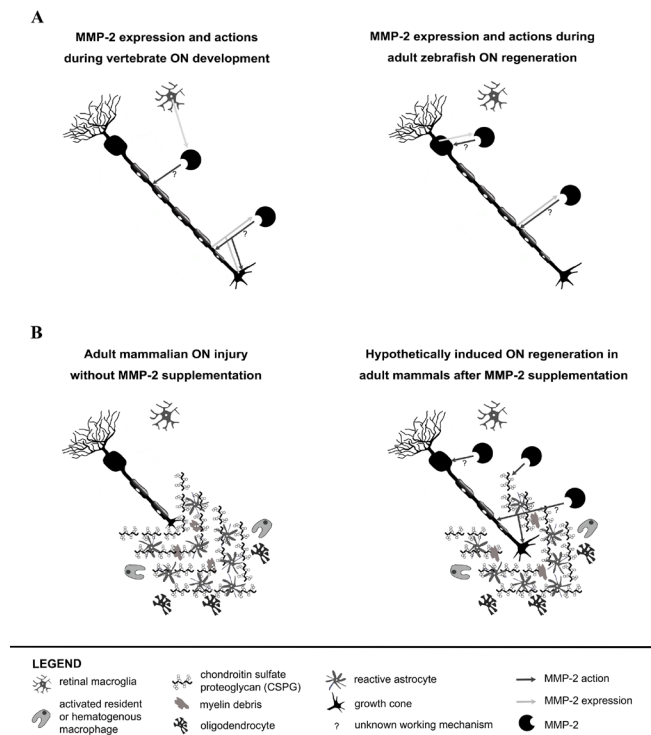 A
MMP-2 expression and actions
during vertebrate ON development
MMP-2 expression and actions during
adult zebrafish ON regeneration
?
?
?
?
B
Adult mammalian ON injury
without MMP-2 supplementation
Hypothetically induced ON regeneration in
adult mammals after MMP-2 supplementation
?
?
LEGEND
retinal macroglia
activated resident
or hematogenous
macrophage
chondroitin sulfate
proteoglycan (CSPG)
myelin debris
oligodendrocyte
reactive astrocyte
growth cone
? unknown working mechanism
MMP-2 action
MMP-2 expression
MMP-2